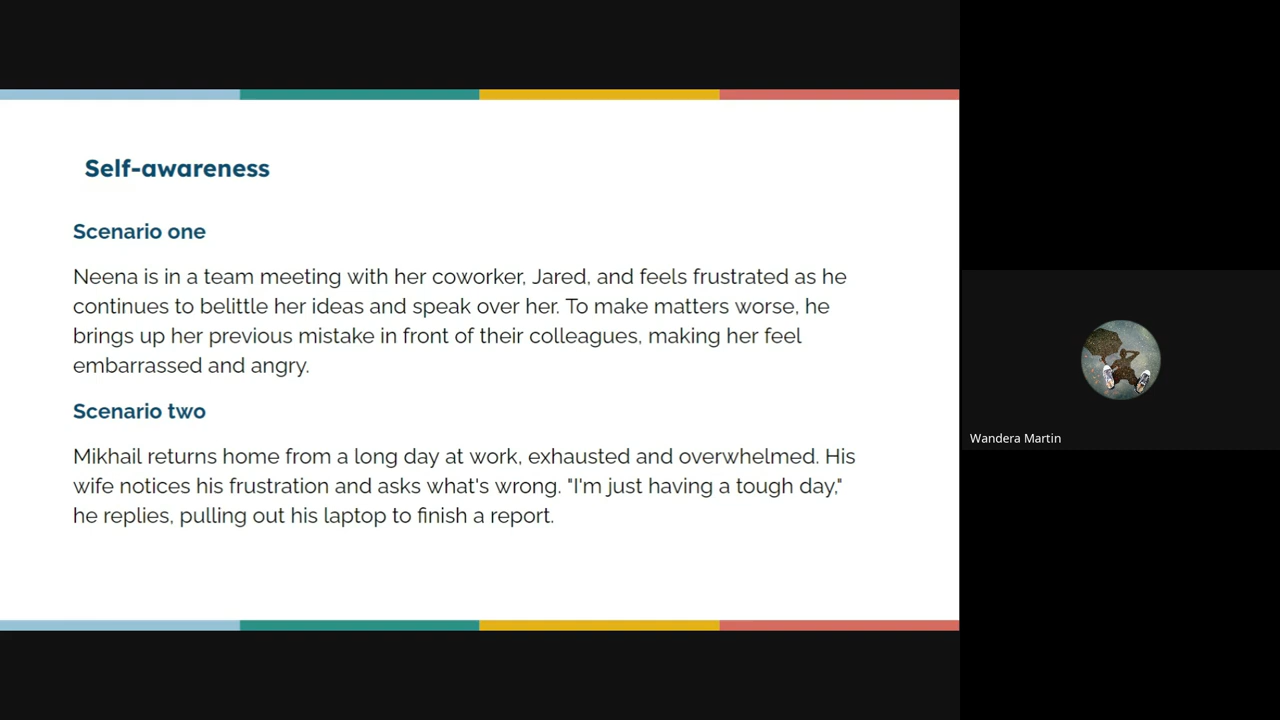 Self-awareness
Scenario one
Neena is in a team meeting with her coworker, Jared, and feels frustrated as he
continues to belittle her ideas and speak over her. To make matters worse, he
brings up her previous mistake in front of their colleagues, making her feel
embarrassed and angry.
Scenario two
Mikhail returns home from a long day at work, exhausted and overwhelmed. His
wife notices his frustration and asks what's wrong. "I'm just having a tough day,"
he replies, pulling out his laptop to finish a report.
Wandera Martin